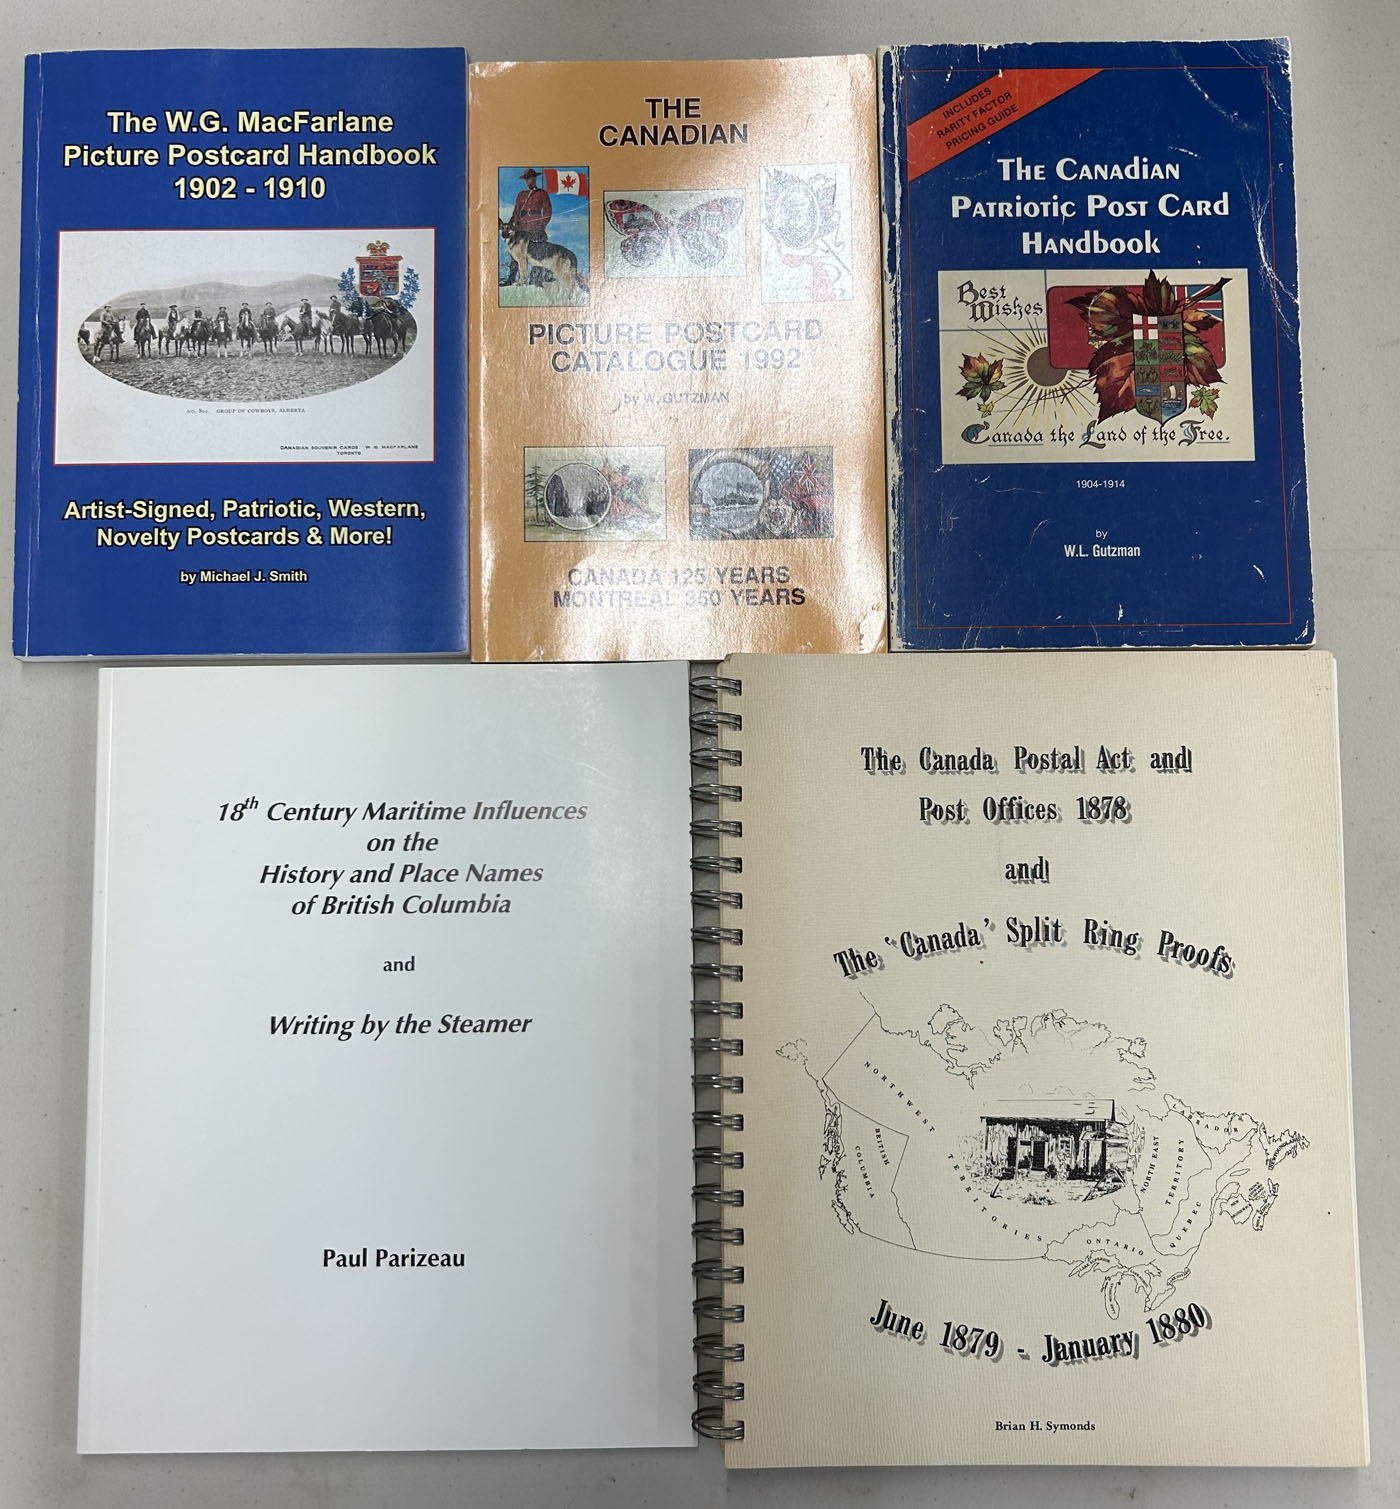 The W.G. MacFarlane
Picture Postcard Handbook
1902 - 1910
NO. 802. GROUP OF COWBOYS, ALBERTA
CANADIAN SOUVENIR CARDS W. G. MACFARLANE
TORONTO
Artist-Signed, Patriotic, Western,
Novelty Postcards & More!
by Michael J. Smith
THE
CANADIAN
PICTURE POSTCARD
CATALOGUE 1992
by W. GUTZMAN
CANADA 125 YEARS
MONTREAL 350 YEARS
INCLUDES
RARITY FACTOR
PRICING GUIDE
The Canadian
Patriotic Post Card
Handbook
Best
Wishes
Canada the Land of the Free.
1904-1914
by
W.L. Gutzman
18th Century Maritime Influences
on the
History and Place Names
of British Columbia
and
Writing by the Steamer
Paul Parizeau
The Canada Postal Act and
Post Offices 1878
and
The 'Canada' Split Ring Proofs
NORTHWEST
TERRITORIES
BRITISH
COLUMBIA
LABRADOR
NORTH EAST
TERRITORY
QUEBEC
ONTARIO
June 1879 - January 1880
Brian H. Symonds